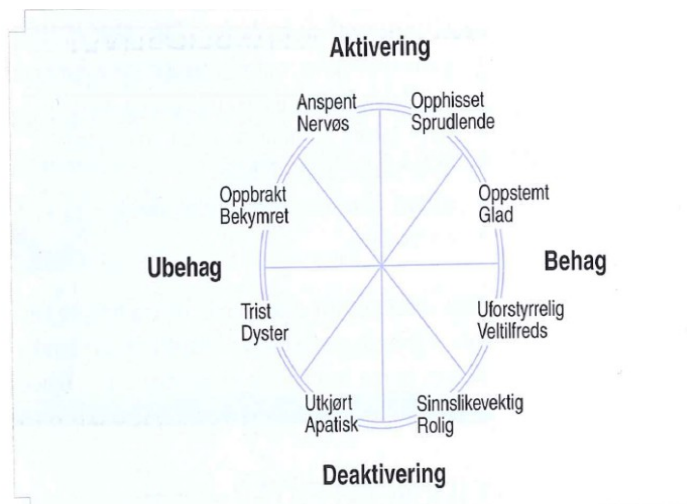 Aktivering
Anspent
Nervøs
Opphisset
Sprudlende
Oppbrakt
Bekymret
Oppstemt
Glad
Ubehag
Behag
Trist
Dyster
Uforstyrrelig
Veltilfreds
Utkjørt
Apatisk
Sinnslikevektig
Rolig
Deaktivering